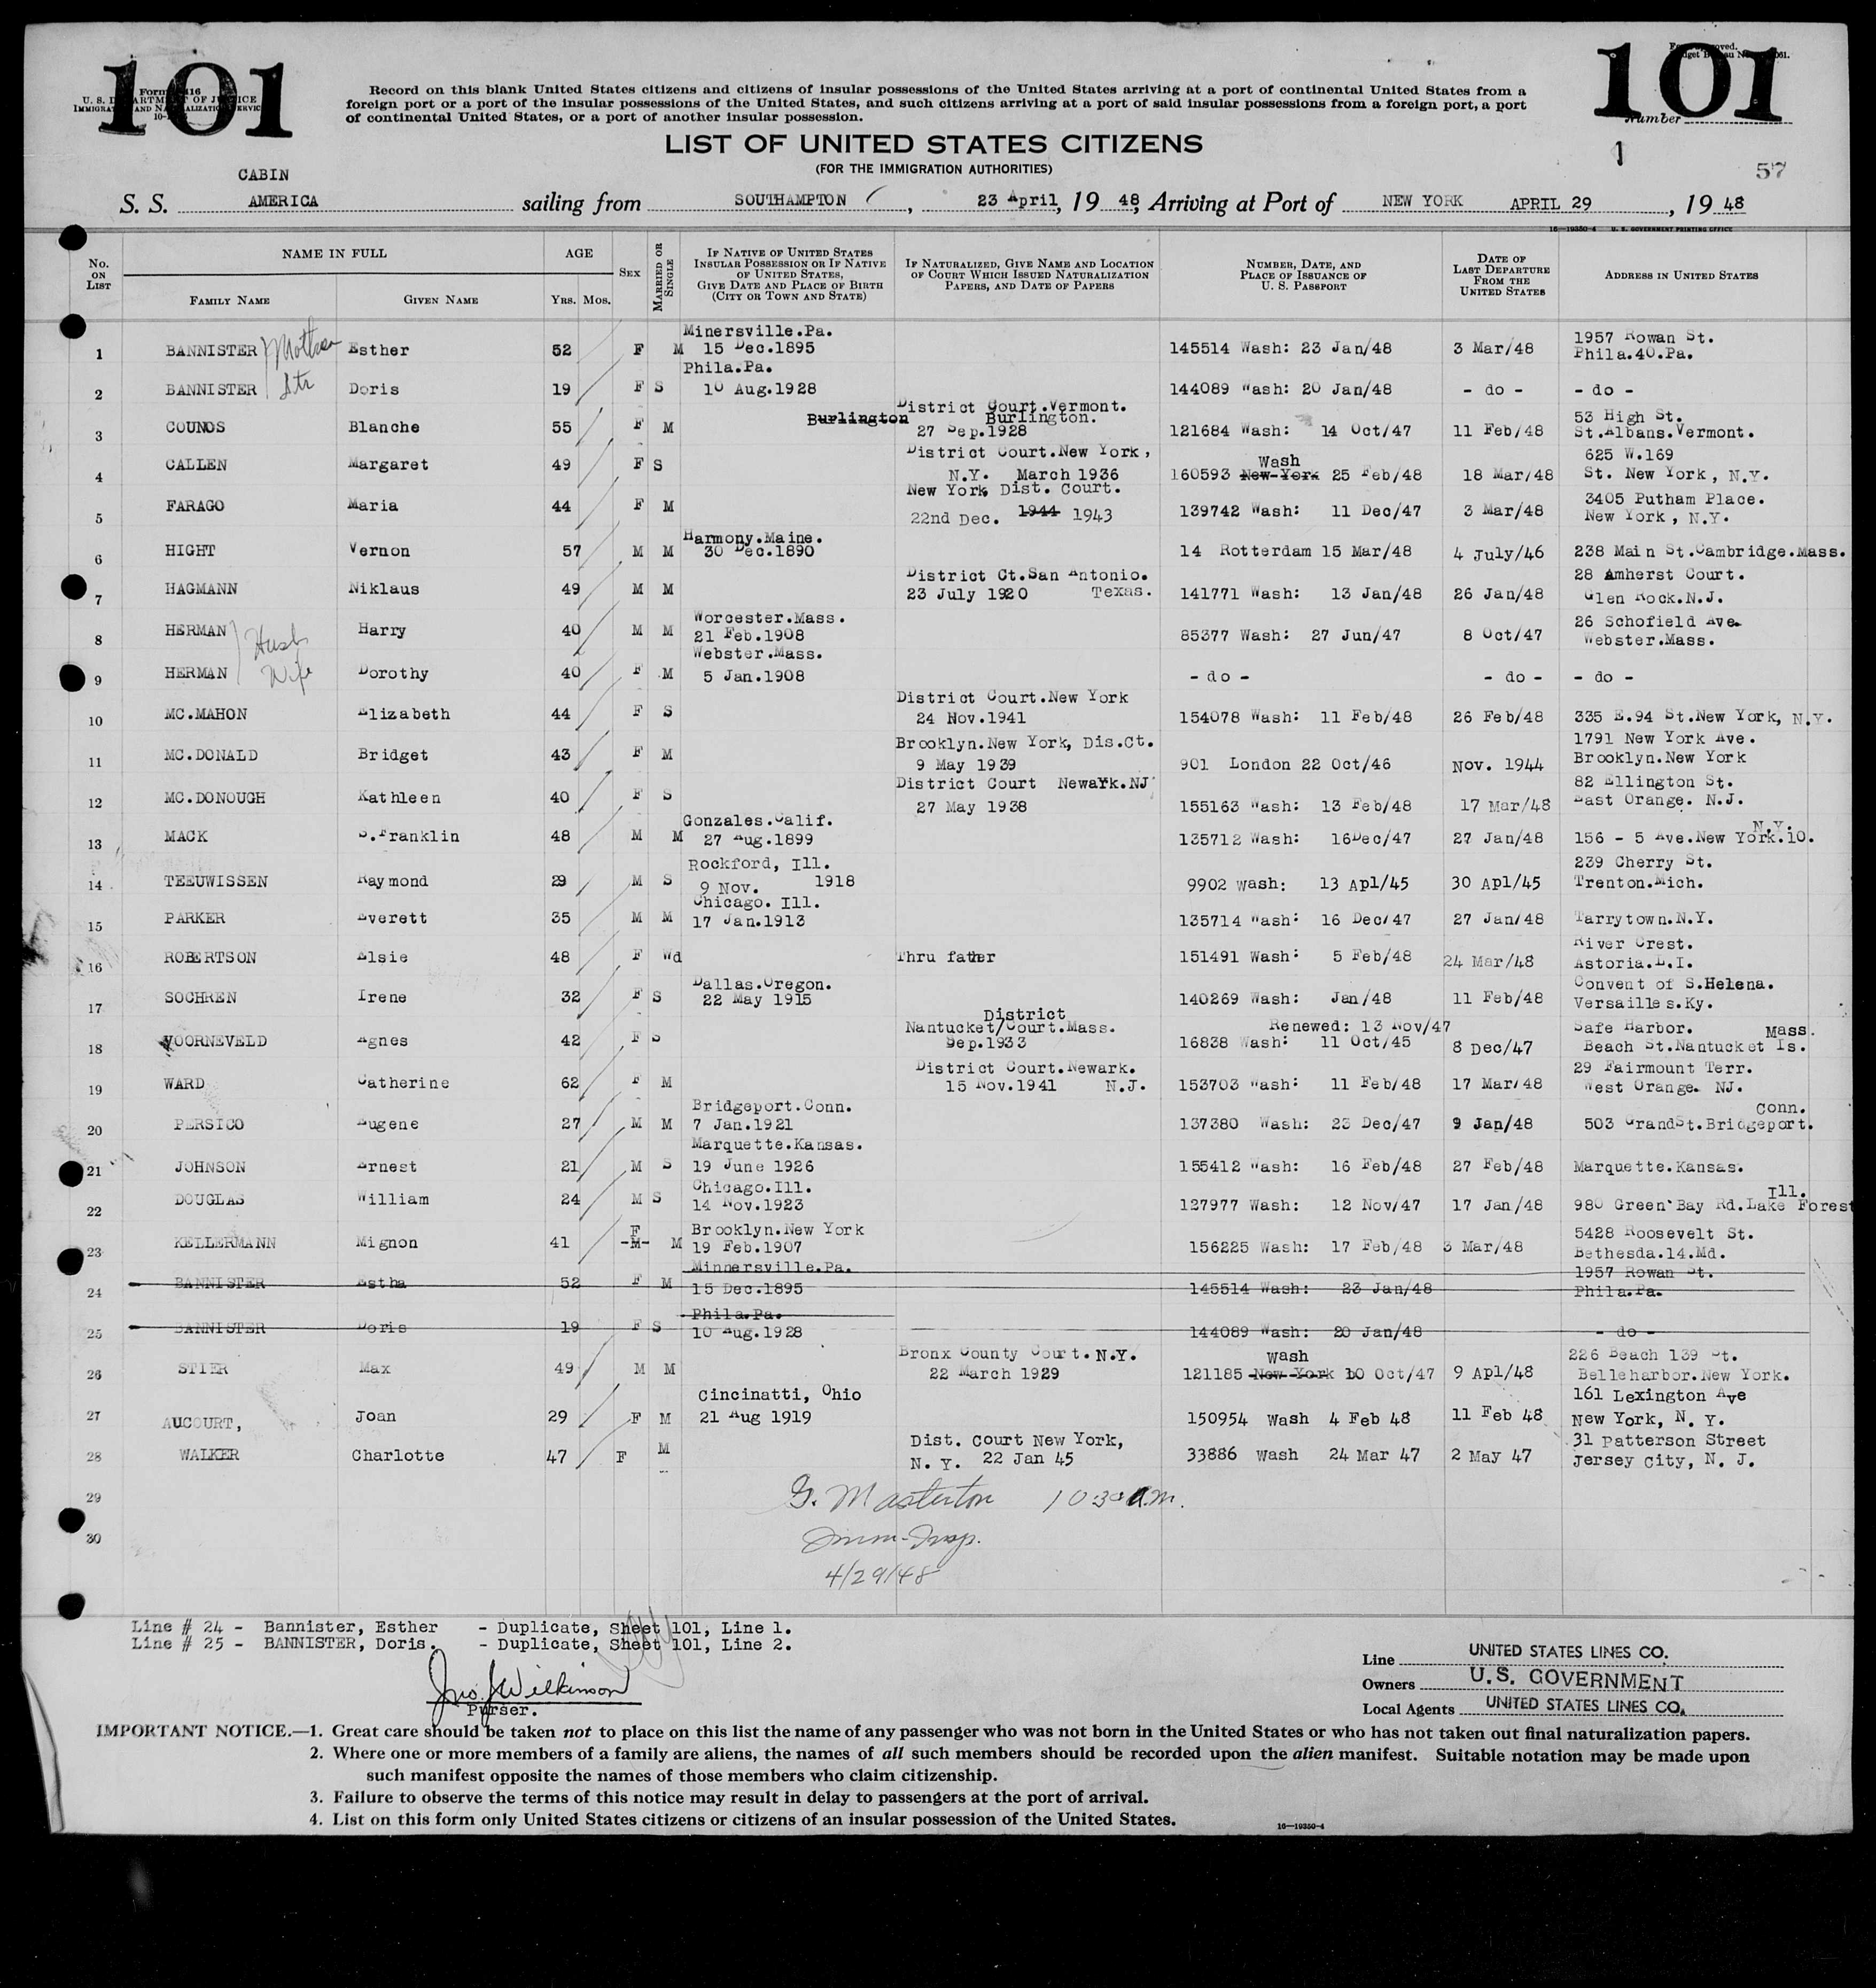 101
101
Form
U. S. DEPARTMENT OF JUSTICE
IMMIGRATION AND NATURALIZATION SERVICE
Number
1
57
Record on this blank United States citizens and citizens of insular possessions of the United States arriving at a port of continental United States from a
foreign port or a port of the insular possessions of the United States, and such citizens arriving at a port of said insular possessions from a foreign port, a port
of continental United States, or a port of another insular possession.
LIST OF UNITED STATES CITIZENS
(FOR THE IMMIGRATION AUTHORITIES)
CABIN
S. S. AMERICA sailing from SOUTHAMPTON, 23 April, 19 48, Arriving at Port of NEW YORK APRIL 29, 19 48
16—19350-4 U. S. GOVERNMENT PRINTING OFFICE
No. ON LIST
NAME IN FULL
FAMILY NAME GIVEN NAME
AGE
YRS. MOS.
SEX
MARRIED OR SINGLE
IF NATIVE OF UNITED STATES INSULAR POSSESSION OR IF NATIVE OF UNITED STATES, GIVE DATE AND PLACE OF BIRTH (CITY OR TOWN AND STATE)
IF NATURALIZED, GIVE NAME AND LOCATION OF COURT WHICH ISSUED NATURALIZATION PAPERS, AND DATE OF PAPERS
NUMBER, DATE, AND PLACE OF ISSUANCE OF U. S. PASSPORT
DATE OF LAST DEPARTURE FROM THE UNITED STATES
ADDRESS IN UNITED STATES
Minersville.Pa. 1957 Rowan St.
1 BANNISTER Mother Esther 52 F M 15 Dec.1895 145514 Wash: 23 Jan/48 3 Mar/48 Phila.40.Pa.
Phila.Pa.
2 BANNISTER Doris 19 F S 10 Aug.1928 144089 Wash: 20 Jan/48 - do - - do -
District Court.Vermont.
Burlington Burlington. 53 High St.
3 COUNOS Blanche 55 F M 27 Sep.1928 121684 Wash: 14 Oct/47 11 Feb/48 St.Albans.Vermont.
District Court.New York, Wash 625 W.169
4 CALLEN Margaret 49 F S N.Y. March 1936 160593 New-York 25 Feb/48 18 Mar/48 St. New York, N.Y.
New York Dist. Court. 3405 Putham Place.
5 FARAGO Maria 44 F M 22nd Dec. 1944 1943 139742 Wash: 11 Dec/47 3 Mar/48 New York, N.Y.
Harmony.Maine.
6 HIGHT Vernon 57 M M 30 Dec.1890 14 Rotterdam 15 Mar/48 4 July/46 238 Main St.Cambridge.Mass.
District Ct.San Antonio. 28 Amherst Court.
7 HAGMANN Niklaus 49 M M 23 July 1920 Texas. 141771 Wash: 13 Jan/48 26 Jan/48 Glen Rock.N.J.
Worcester.Mass. 26 Schofield Ave.
8 HERMAN Husb Harry 40 M M 21 Feb.1908 85377 Wash: 27 Jun/47 8 Oct/47 Webster.Mass.
Webster.Mass.
9 HERMAN Wife Dorothy 40 F M 5 Jan.1908 - do - - do - - do -
District Court.New York
10 MC.MAHON Elizabeth 44 F S 24 Nov.1941 154078 Wash: 11 Feb/48 26 Feb/48 335 E.94 St.New York, N.Y.
Brooklyn.New York, Dis.Ct. 1791 New York Ave.
11 MC.DONALD Bridget 43 F M 9 May 1939 901 London 22 Oct/46 Nov. 1944 Brooklyn.New York
District Court Newark.NJ 82 Ellington St.
12 MC.DONOUGH Kathleen 40 F S 27 May 1938 155163 Wash: 13 Feb/48 17 Mar/48 East Orange. N.J.
Gonzales.Calif. N.Y.
13 MACK S.Franklin 48 M M 27 Aug.1899 135712 Wash: 16Dec/47 27 Jan/48 156 - 5 Ave.New York.10.
Rockford, Ill. 239 Cherry St.
14 TEEUWISSEN Raymond 29 M S 9 Nov. 1918 9902 Wash: 13 Apl/45 30 Apl/45 Trenton.Mich.
Chicago. Ill.
15 PARKER Everett 35 M M 17 Jan.1913 135714 Wash: 16 Dec/47 27 Jan/48 Tarrytown.N.Y.
River Crest.
16 ROBERTSON Elsie 48 F Wd Thru father 151491 Wash: 5 Feb/48 24 Mar/48 Astoria.L.I.
Dallas.Oregon. Convent of S.Helena.
17 SOCHREN Irene 32 F S 22 May 1915 140269 Wash: Jan/48 11 Feb/48 Versailles.Ky.
District
Nantucket/Court.Mass. Renewed: 13 Nov/47 Safe Harbor. Mass.
18 VOORNEVELD Agnes 42 F S Sep.1933 16838 Wash: 11 Oct/45 8 Dec/47 Beach St.Nantucket Is.
District Court.Newark. 29 Fairmount Terr.
19 WARD Catherine 62 F M 15 Nov.1941 N.J. 153703 Wash: 11 Feb/48 17 Mar/48 West Orange. NJ.
Bridgeport.Conn. Conn.
20 PERSICO Eugene 27 M M 7 Jan.1921 137380 Wash: 23 Dec/47 9 Jan/48 503 GrandSt.Bridgeport.
Marquette.Kansas.
21 JOHNSON Ernest 21 M S 19 June 1926 155412 Wash: 16 Feb/48 27 Feb/48 Marquette.Kansas.
Chicago.Ill. Ill.
22 DOUGLAS William 24 M S 14 Nov.1923 127977 Wash: 12 Nov/47 17 Jan/48 980 Green Bay Rd.Lake Forest
F Brooklyn.New York 5428 Roosevelt St.
23 KELLERMANN Mignon 41 -M- M 19 Feb.1907 156225 Wash: 17 Feb/48 3 Mar/48 Bethesda.14.Md.
Minnersville.Pa. 1957 Rowan St.
24 BANNISTER Estha 52 F M 15 Dec.1895 145514 Wash: 23 Jan/48 Phila.Pa.
Phila.Pa.
25 BANNISTER Doris 19 F S 10 Aug.1928 144089 Wash: 20 Jan/48 - do -
Bronx County Court.N.Y. Wash 226 Beach 139 St.
26 STIER Max 49 M M 22 March 1929 121185 New York 10 Oct/47 9 Apl/48 Belleharbor.New York.
Cincinatti, Ohio 161 Lexington Ave
27 AUCOURT, Joan 29 F M 21 Aug 1919 150954 Wash 4 Feb 48 11 Feb 48 New York, N. Y.
Dist. Court New York, 31 Patterson Street
28 WALKER Charlotte 47 F M N. Y. 22 Jan 45 33886 Wash 24 Mar 47 2 May 47 Jersey City, N. J.
29
G. Masterton 10 30 A.M.
30
Imm-Insp.
4/29/48
Line # 24 - Bannister, Esther - Duplicate, Sheet 101, Line 1.
Line # 25 - BANNISTER, Doris. - Duplicate, Sheet 101, Line 2.
Jno J Wilkinson
Purser.
Line UNITED STATES LINES CO.
Owners U.S. GOVERNMENT
Local Agents UNITED STATES LINES CO.
IMPORTANT NOTICE.—1. Great care should be taken not to place on this list the name of any passenger who was not born in the United States or who has not taken out final naturalization papers.
2. Where one or more members of a family are aliens, the names of all such members should be recorded upon the alien manifest. Suitable notation may be made upon
such manifest opposite the names of those members who claim citizenship.
3. Failure to observe the terms of this notice may result in delay to passengers at the port of arrival.
4. List on this form only United States citizens or citizens of an insular possession of the United States.
16—19350-4